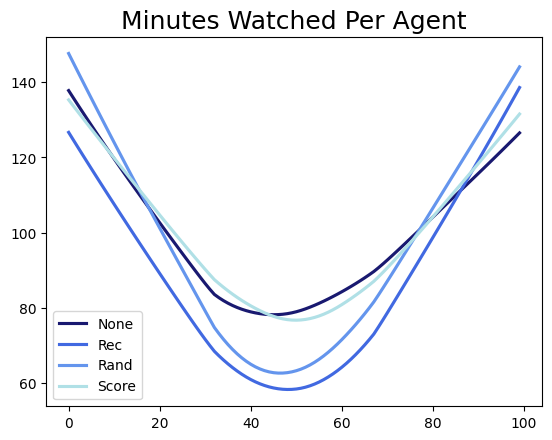 Minutes Watched Per Agent
140
120
100
80
60
None
Rec
Rand
Score
0 20 40 60 80 100